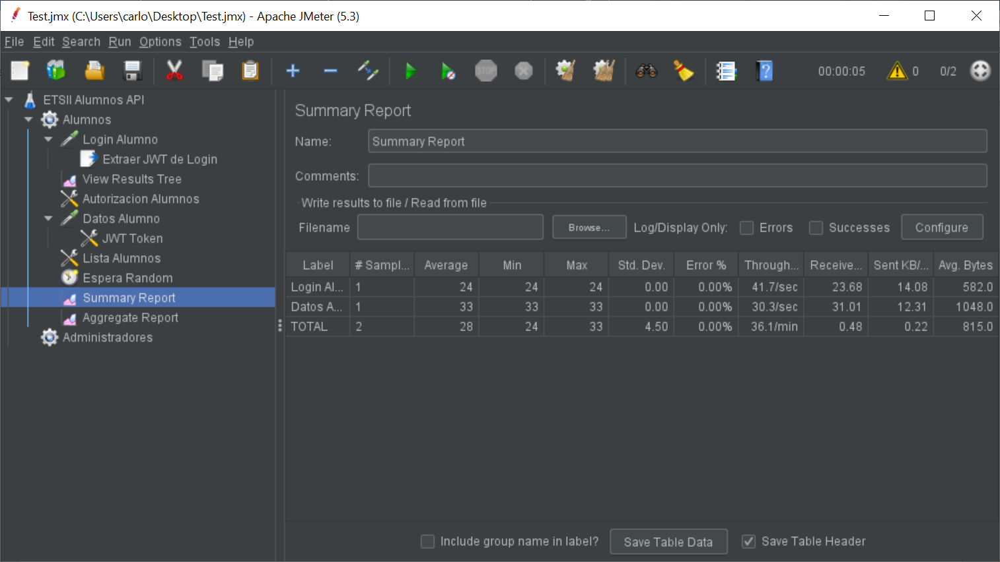 Test.jmx (C:\Users\carlo\Desktop\Test.jmx) - Apache JMeter (5.3)
File Edit Search Run Options Tools Help
STOP 00:00:05 0 0/2
ETSII Alumnos API
Alumnos
Login Alumno
Extraer JWT de Login
View Results Tree
Autorizacion Alumnos
Datos Alumno
JWT Token
Lista Alumnos
Espera Random
Summary Report
Aggregate Report
Administradores
Summary Report
Name: Summary Report
Comments:
Write results to file / Read from file
Filename Browse... Log/Display Only: Errors Successes Configure
Label # Sampl... Average Min Max Std. Dev. Error % Through... Receive... Sent KB/... Avg. Bytes
Login Al... 1 24 24 24 0.00 0.00% 41.7/sec 23.68 14.08 582.0
Datos A... 1 33 33 33 0.00 0.00% 30.3/sec 31.01 12.31 1048.0
TOTAL 2 28 24 33 4.50 0.00% 36.1/min 0.48 0.22 815.0
Include group name in label? Save Table Data Save Table Header